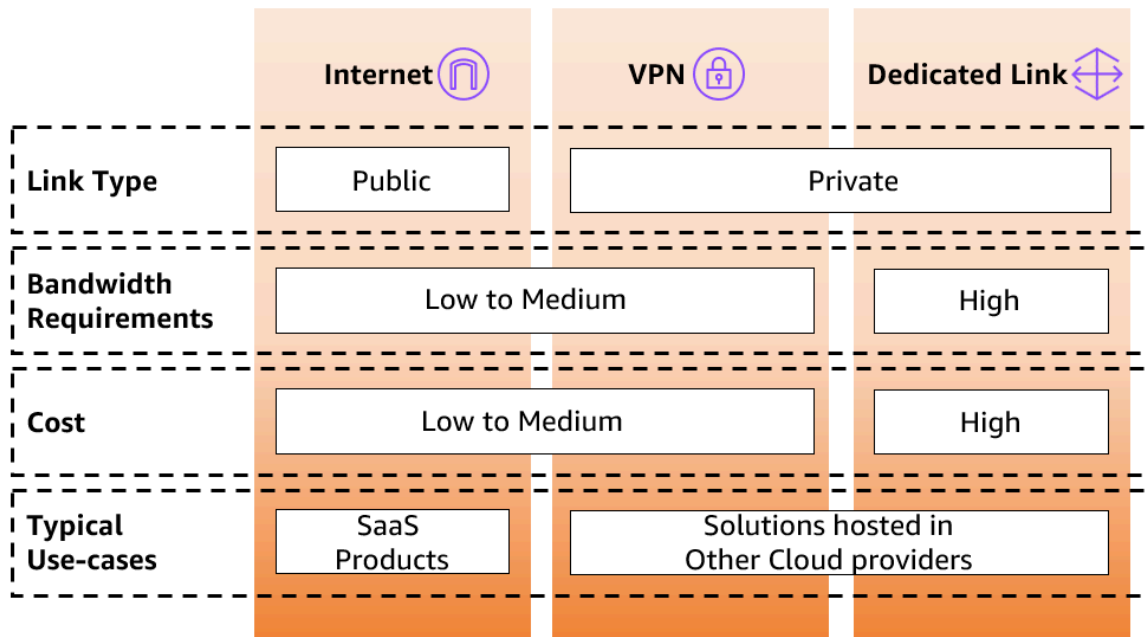 Internet
VPN
Dedicated Link
Link Type
Public
Private
Bandwidth
Requirements
Low to Medium
High
Cost
Low to Medium
High
Typical
Use-cases
SaaS
Products
Solutions hosted in
Other Cloud providers